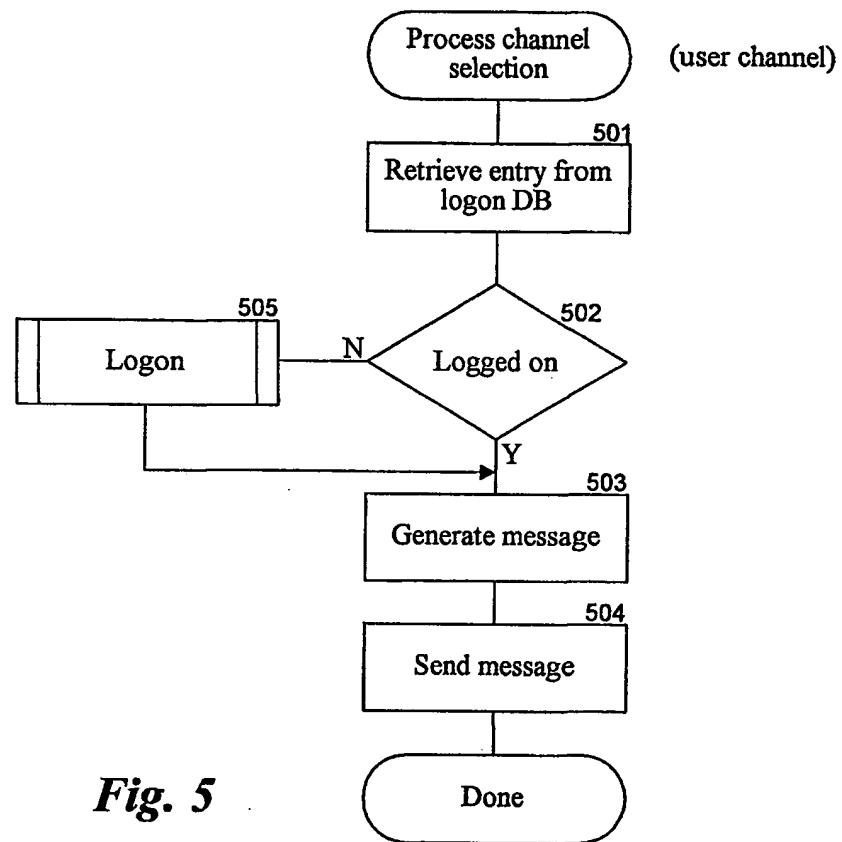 Process channel
selection
(user channel)
501
Retrieve entry from
logon DB
502
Logged on
505
Logon
N
Y
503
Generate message
504
Send message
Done
Fig. 5